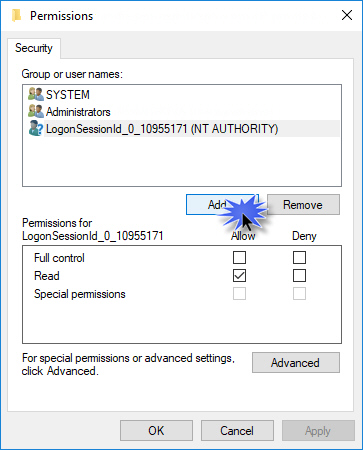 Permissions
Security
Group or user names:
SYSTEM
Administrators
LogonSessionId_0_10955171 (NT AUTHORITY)
Remove
Permissions for
LogonSessionId_0_10955171
Allow
Deny
Full control
Read
Special permissions
For special permissions or advanced settings,
click Advanced.
Advanced
OK
Cancel
Apply